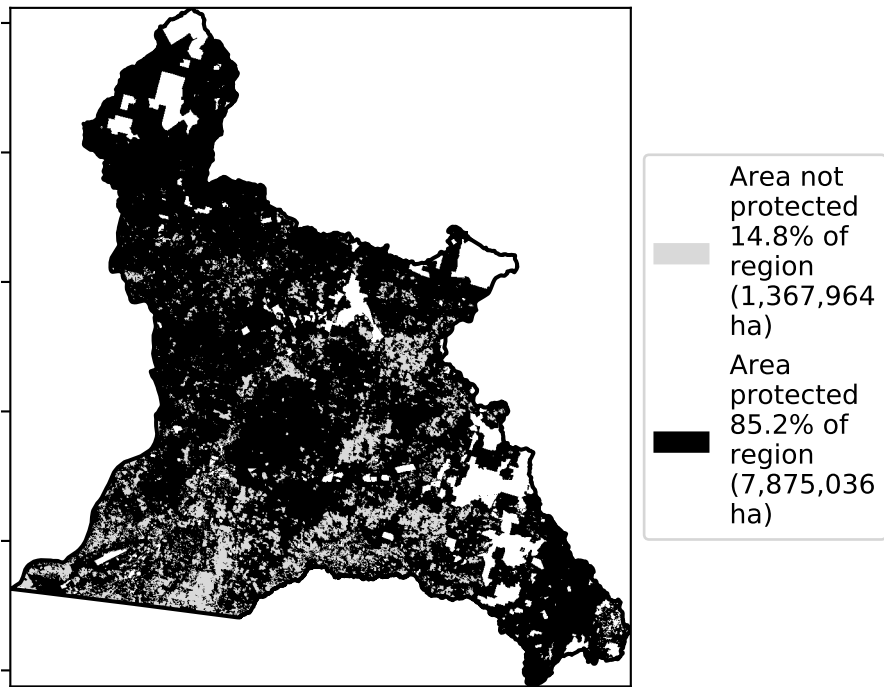 Area not
protected
14.8% of
region
(1,367,964
ha)
Area
protected
85.2% of
region
(7,875,036
ha)